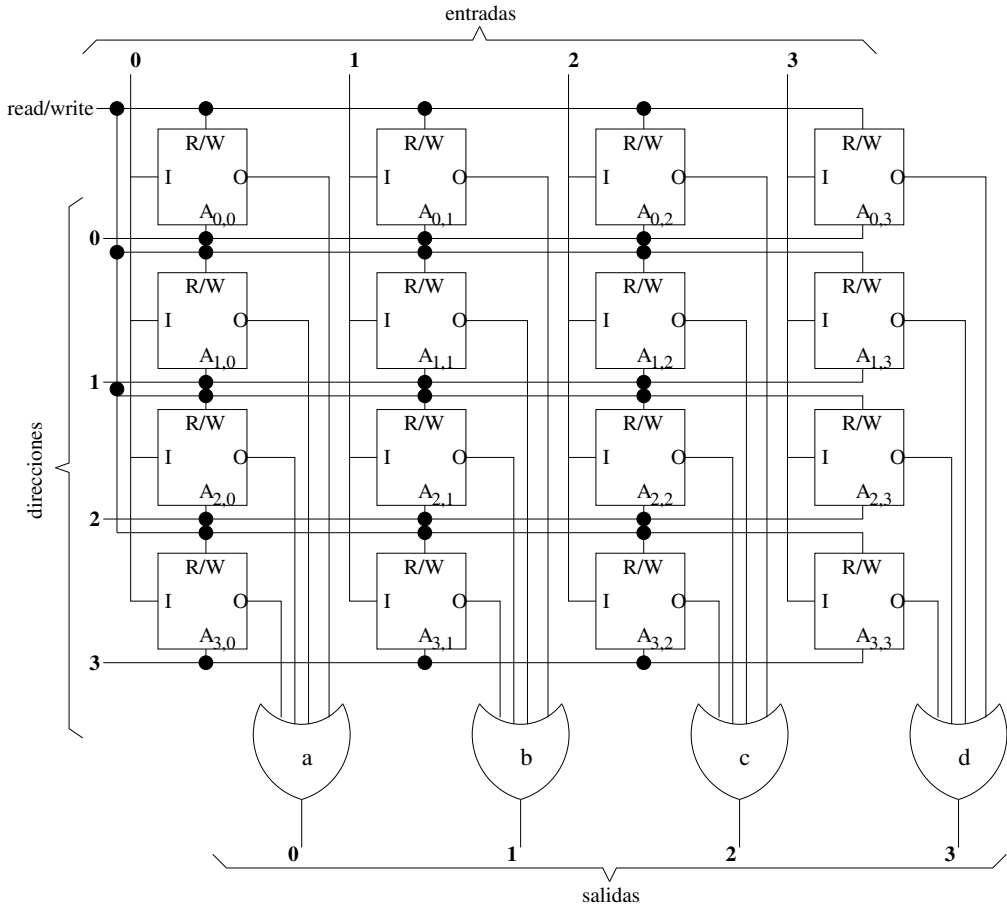 entradas
0 1 2 3
read/write
R/W R/W R/W R/W
I O I O I O I O
A0,0 A0,1 A0,2 A0,3
0
R/W R/W R/W R/W
I O I O I O I O
A1,0 A1,1 A1,2 A1,3
1
direcciones
R/W R/W R/W R/W
I O I O I O I O
A2,0 A2,1 A2,2 A2,3
2
R/W R/W R/W R/W
I O I O I O I O
A3,0 A3,1 A3,2 A3,3
3
a b c d
0 1 2 3
salidas